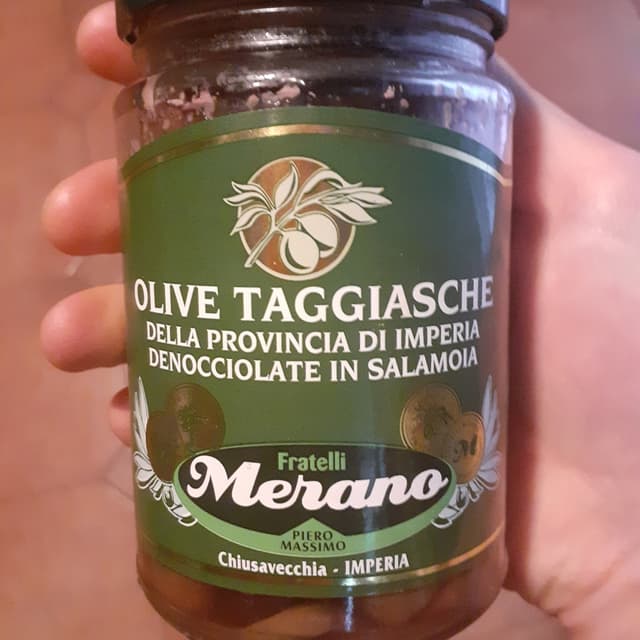 OLIVE TAGGIASCHE
DELLA PROVINCIA DI IMPERIA
DENOCCIOLATE IN SALAMOIA
Fratelli
Merano
PIERO
MASSIMO
Chiusavecchia - IMPERIA